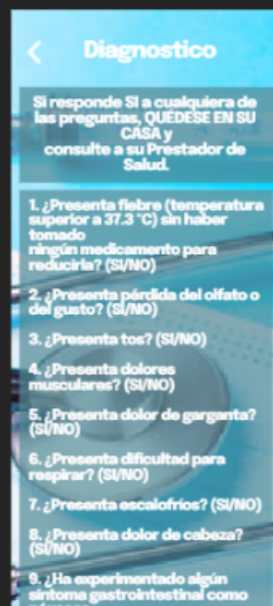 Diagnostico
Si responde SI a cualquiera de
las preguntas, QUÉDESE EN SU
CASA y
consulte a su Prestador de
Salud.
1. ¿Presenta fiebre (temperatura
superior a 37.3 °C) sin haber
tomado
ningún medicamento para
reducirla? (SI/NO)
2. ¿Presenta pérdida del olfato o
del gusto? (SI/NO)
3. ¿Presenta tos? (SI/NO)
4. ¿Presenta dolores
musculares? (SI/NO)
5. ¿Presenta dolor de garganta?
(SI/NO)
6. ¿Presenta dificultad para
respirar? (SI/NO)
7. ¿Presenta escalofríos? (SI/NO)
8. ¿Presenta dolor de cabeza?
(SI/NO)
9. ¿Ha experimentado algún
síntoma gastrointestinal como